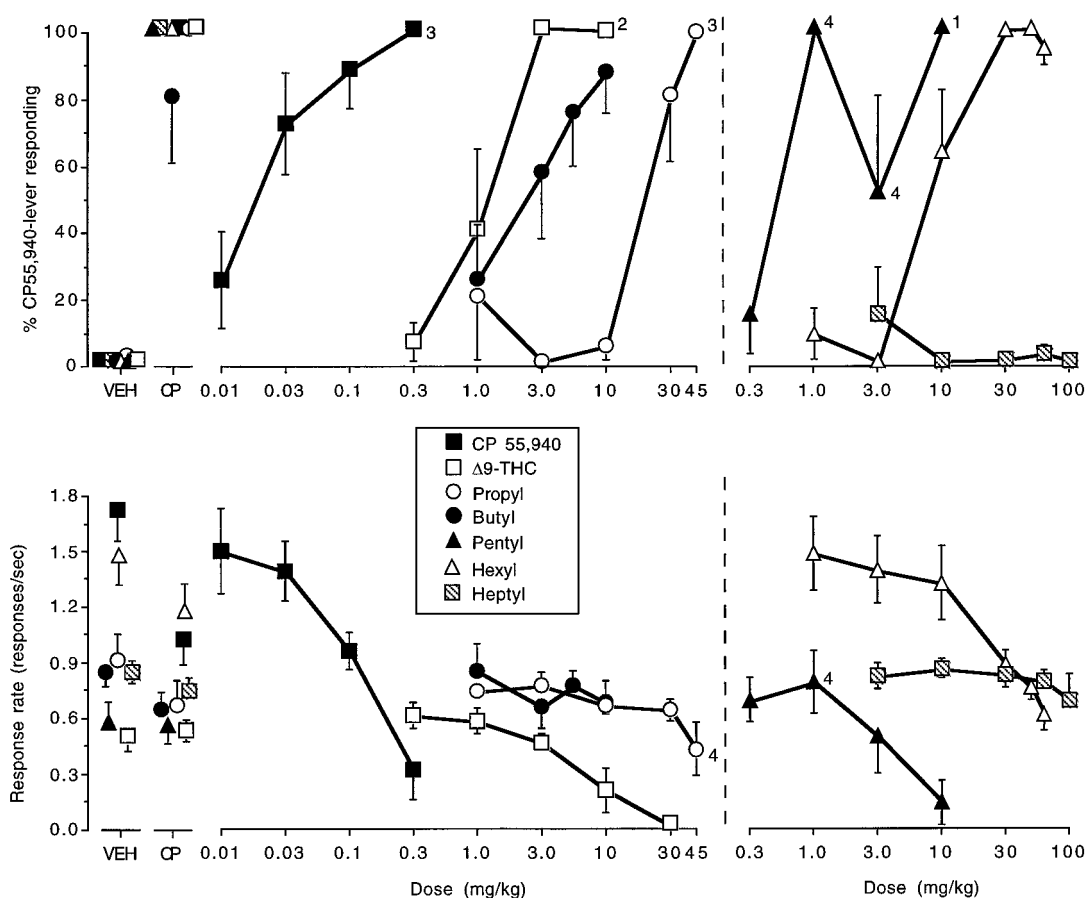 % CP55,940-lever responding
100
80
60
40
20
0
3
2
3
4
4
1
VEH CP 0.01 0.03 0.1 0.3 1.0 3.0 10 30 45 0.3 1.0 3.0 10 30 100
CP 55,940
Δ9-THC
Propyl
Butyl
Pentyl
Hexyl
Heptyl
Response rate (responses/sec)
1.8
1.5
1.2
0.9
0.6
0.3
0.0
4
4
VEH CP 0.01 0.03 0.1 0.3 1.0 3.0 10 30 45 0.3 1.0 3.0 10 30 100
Dose (mg/kg) Dose (mg/kg)